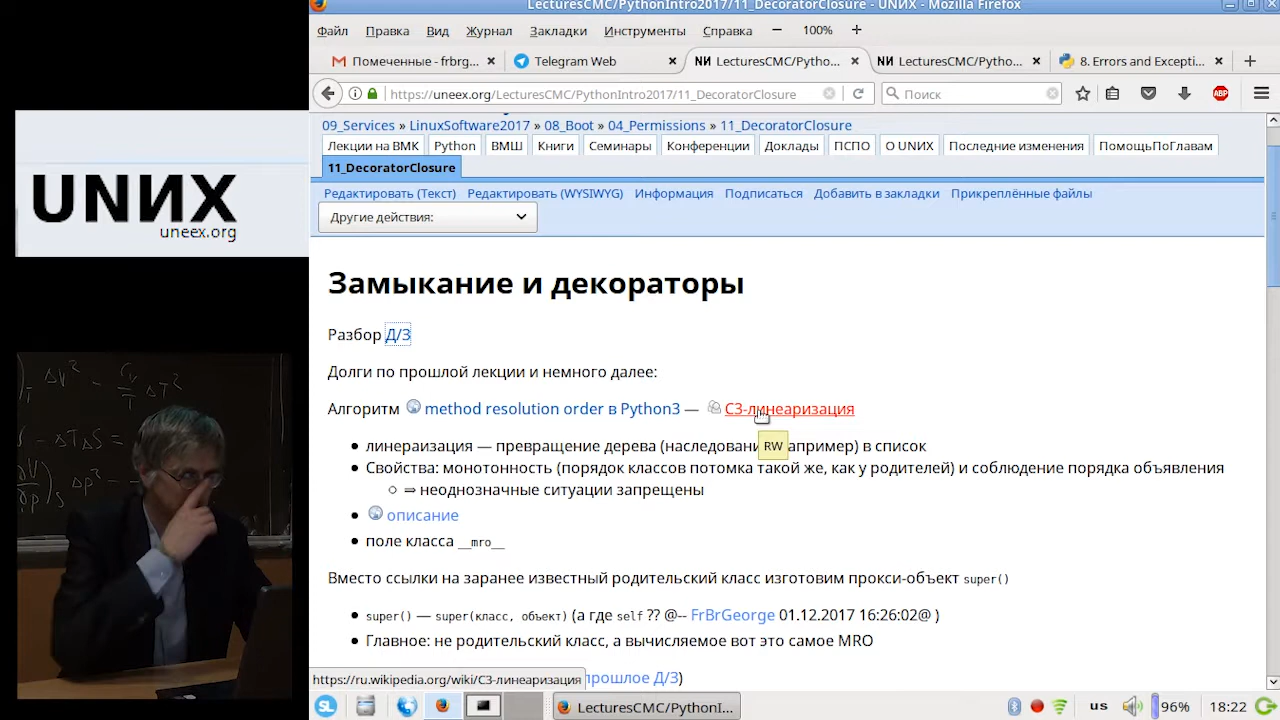 LecturesCMC/PythonIntro2017/11_DecoratorClosure - UNИX - Mozilla Firefox
Файл Правка Вид Журнал Закладки Инструменты Справка 100%
Помеченные - frbrg...
Telegram Web
NИ LecturesCMC/Pytho...
NИ LecturesCMC/Pytho...
8. Errors and Excepti...
https://uneex.org/LecturesCMC/PythonIntro2017/11_DecoratorClosure
Поиск
ABP
09_Services » LinuxSoftware2017 » 08_Boot » 04_Permissions » 11_DecoratorClosure
Лекции на ВМК Python ВМШ Книги Семинары Конференции Доклады ПСПО О UNИX Последние изменения ПомощьПоГлавам
11_DecoratorClosure
Редактировать (Текст) Редактировать (WYSIWYG) Информация Подписаться Добавить в закладки Прикреплённые файлы
Другие действия:
UNИX
uneex.org
Замыкание и декораторы
Разбор Д/З
Долги по прошлой лекции и немного далее:
Алгоритм method resolution order в Python3 — C3-линеаризация
RW
линераизация — превращение дерева (наследовани апример) в список
Свойства: монотонность (порядок классов потомка такой же, как у родителей) и соблюдение порядка объявления
⇒ неоднозначные ситуации запрещены
описание
поле класса __mro__
Вместо ссылки на заранее известный родительский класс изготовим прокси-объект super()
super() — super(класс, объект) (а где self ?? @-- FrBrGeorge 01.12.2017 16:26:02@ )
Главное: не родительский класс, а вычисляемое вот это самое MRO
https://ru.wikipedia.org/wiki/C3-линеаризация
прошлое Д/З)
SL
LecturesCMC/PythonI...
us
96%
18:22